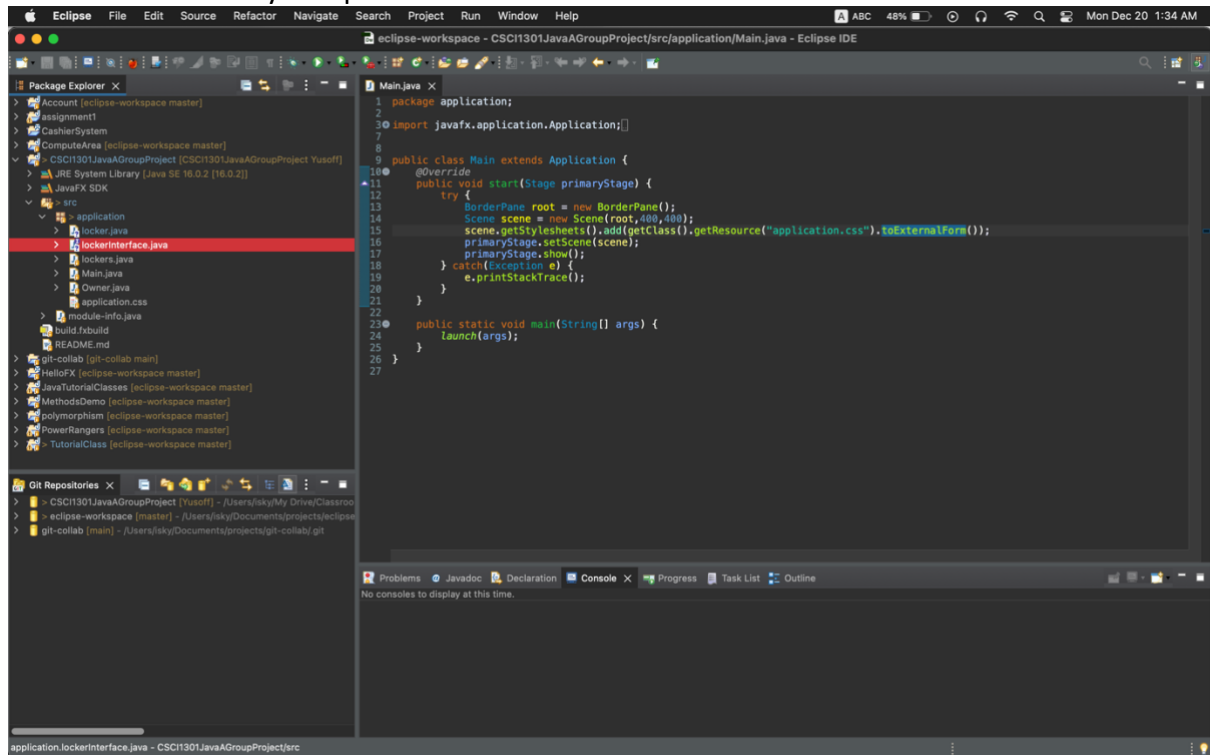 Eclipse File Edit Source Refactor Navigate Search Project Run Window Help A ABC 48% Mon Dec 20 1:34 AM
eclipse-workspace - CSCI1301JavaAGroupProject/src/application/Main.java - Eclipse IDE
Package Explorer
Account [eclipse-workspace master]
assignment1
CashierSystem
ComputeArea [eclipse-workspace master]
> CSCI1301JavaAGroupProject [CSCI1301JavaAGroupProject Yusoff]
JRE System Library [Java SE 16.0.2 [16.0.2]]
JavaFX SDK
> src
> application
locker.java
lockerInterface.java
lockers.java
Main.java
Owner.java
application.css
module-info.java
build.fxbuild
README.md
git-collab [git-collab main]
HelloFX [eclipse-workspace master]
JavaTutorialClasses [eclipse-workspace master]
MethodsDemo [eclipse-workspace master]
polymorphism [eclipse-workspace master]
PowerRangers [eclipse-workspace master]
> TutorialClass [eclipse-workspace master]
Git Repositories
> CSCI1301JavaAGroupProject [Yusoff] - /Users/isky/My Drive/Classroo
> eclipse-workspace [master] - /Users/isky/Documents/projects/eclipse
git-collab [main] - /Users/isky/Documents/projects/git-collab/.git
Main.java
1 package application;
2
3 import javafx.application.Application;
7
8
9 public class Main extends Application {
10 @Override
11 public void start(Stage primaryStage) {
12 try {
13 BorderPane root = new BorderPane();
14 Scene scene = new Scene(root,400,400);
15 scene.getStylesheets().add(getClass().getResource("application.css").toExternalForm());
16 primaryStage.setScene(scene);
17 primaryStage.show();
18 } catch(Exception e) {
19 e.printStackTrace();
20 }
21 }
22
23 public static void main(String[] args) {
24 launch(args);
25 }
26 }
27
Problems Javadoc Declaration Console Progress Task List Outline
No consoles to display at this time.
application.lockerInterface.java - CSCI1301JavaAGroupProject/src